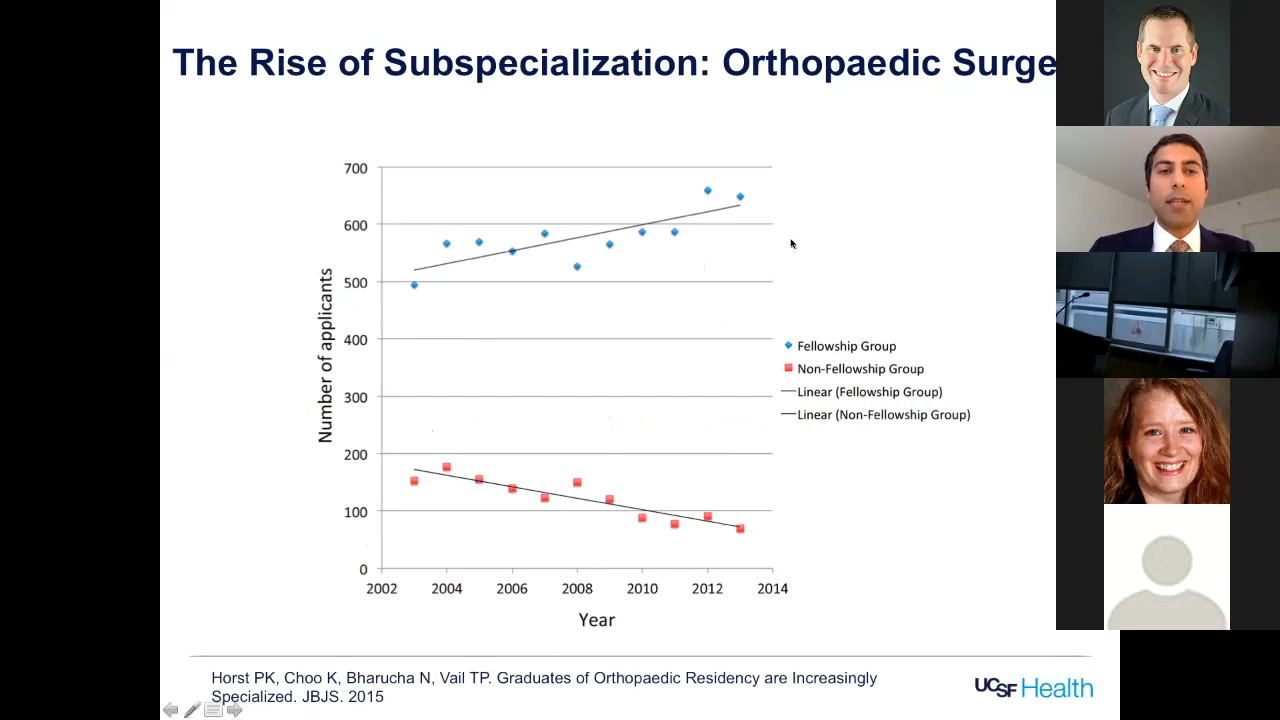 The Rise of Subspecialization: Orthopaedic Surge
700
600
500
400
300
200
100
0
Number of applicants
2002 2004 2006 2008 2010 2012 2014
Year
Fellowship Group
Non-Fellowship Group
Linear (Fellowship Group)
Linear (Non-Fellowship Group)
Horst PK, Choo K, Bharucha N, Vail TP. Graduates of Orthopaedic Residency are Increasingly
Specialized. JBJS. 2015
UCSF Health